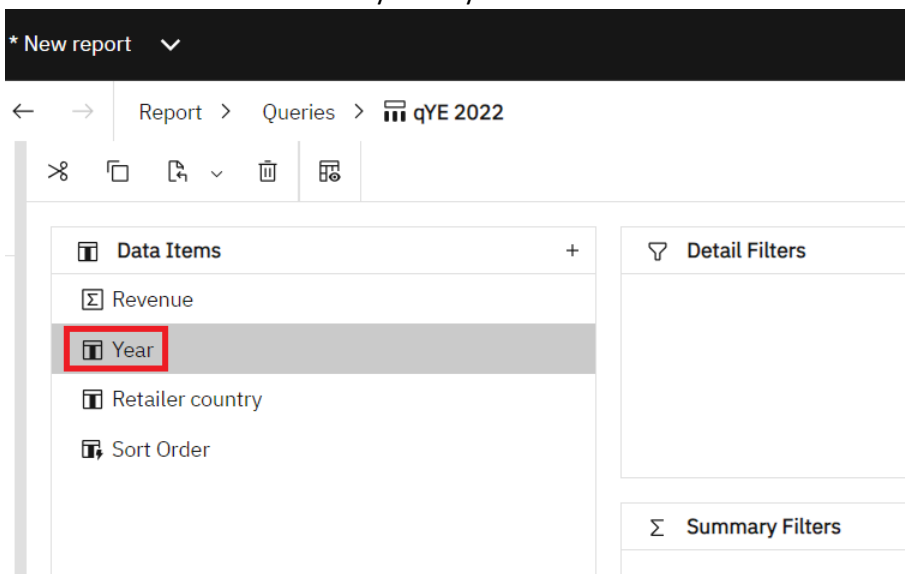 * New report
Report > Queries > qYE 2022
Data Items +
Detail Filters
Revenue
Year
Retailer country
Sort Order
Σ Summary Filters